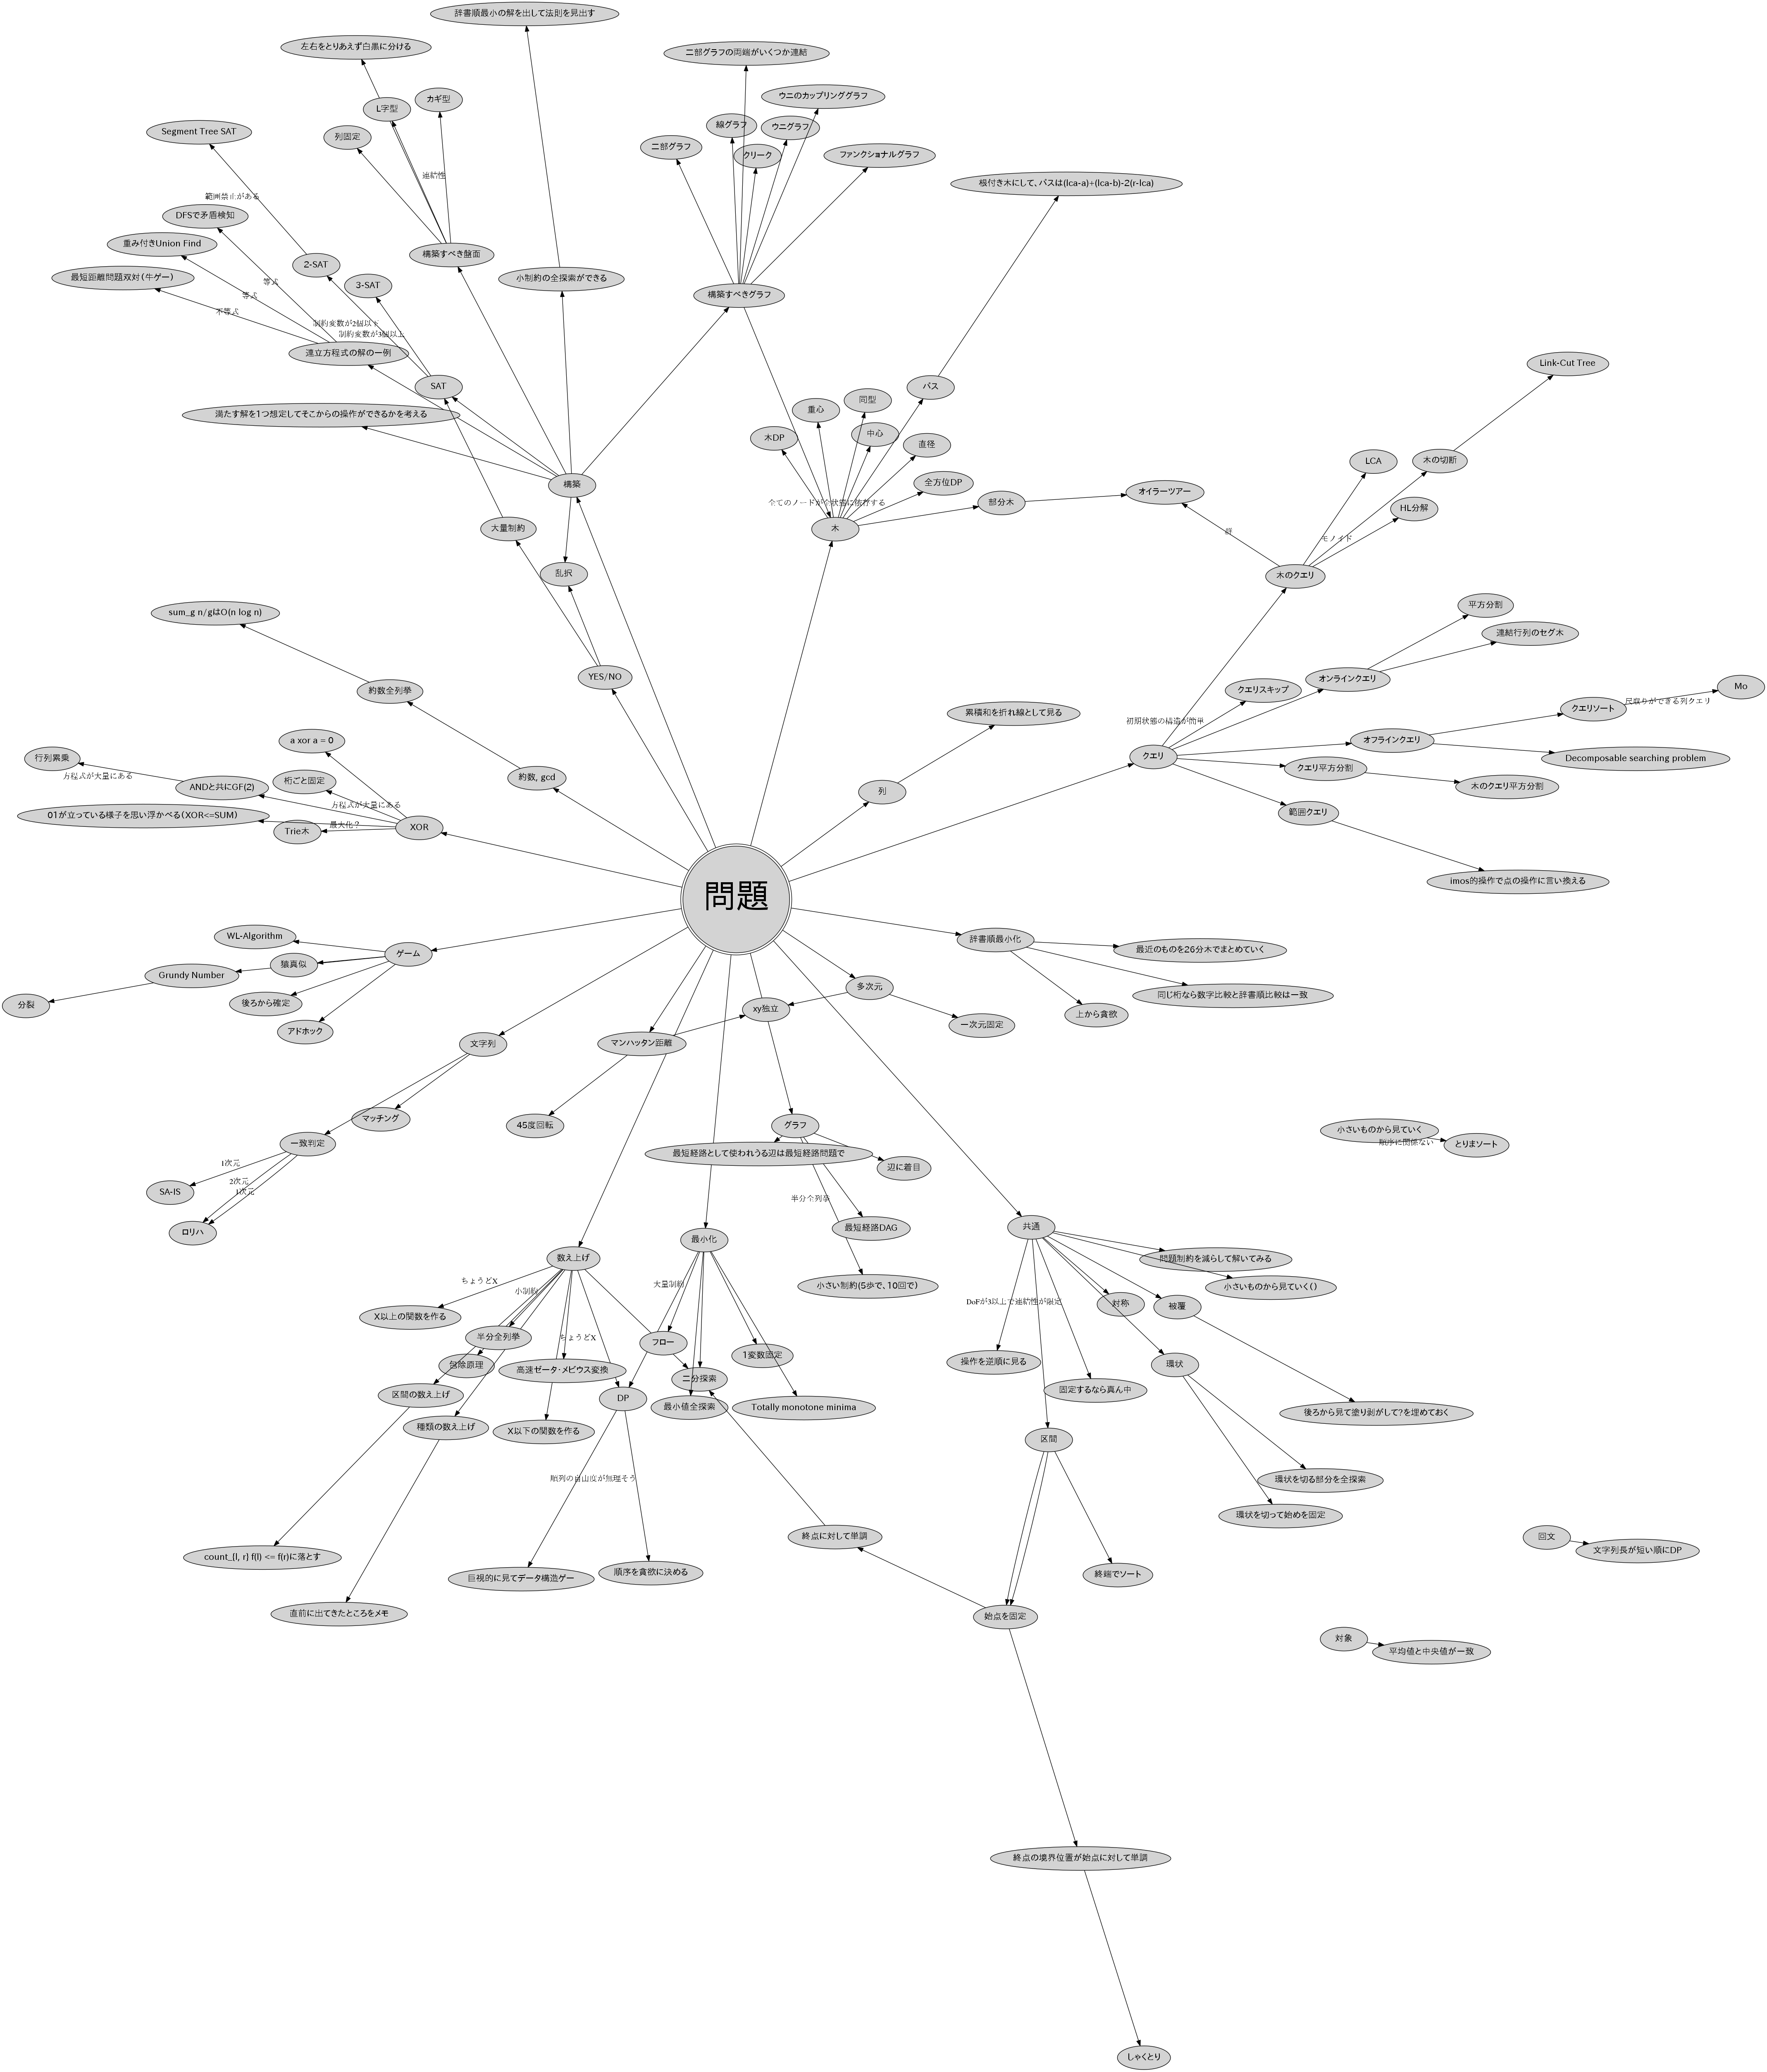 辞書順最小の解を出して法則を見出す
左右をとりあえず白黒に分ける
二部グラフの両端がいくつか連結
L字型
カギ型
ウニのカップリンググラフ
Segment Tree SAT
列固定
線グラフ
ウニグラフ
二部グラフ
クリーク
ファンクショナルグラフ
連結性
根付き木にして、パスは(lca-a)+(lca-b)-2(r-lca)
範囲禁止がある
DFSで矛盾検知
重み付きUnion Find
構築すべき盤面
2-SAT
最短距離問題双対(牛ゲー)
3-SAT
小制約の全探索ができる
等式
等式
構築すべきグラフ
不等式
制約変数が2個以下
制約変数が3個以上
連立方程式の解の一例
Link-Cut Tree
SAT
パス
満たす解を1つ想定してそこからの操作ができるかを考える
重心
同型
木DP
中心
直径
LCA
木の切断
構築
全方位DP
全てのノードが全状態に依存する
部分木
オイラーツアー
HL分解
大量制約
木
群
モノイド
乱択
木のクエリ
sum_g n/gはO(n log n)
平方分割
連結行列のセグ木
YES/NO
約数全列挙
オンラインクエリ
クエリスキップ
Mo
クエリソート
尺取りができる列クエリ
累積和を折れ線として見る
初期状態の構造が簡単
a xor a = 0
オフラインクエリ
行列累乗
クエリ
Decomposable searching problem
方程式が大量にある
桁ごと固定
約数, gcd
クエリ平方分割
ANDと共にGF(2)
木のクエリ平方分割
列
方程式が大量にある
01が立っている様子を思い浮かべる(XOR<=SUM)
範囲クエリ
最大化?
Trie木
XOR
imos的操作で点の操作に言い換える
問題
WL-Algorithm
辞書順最小化
ゲーム
最近のものを26分木でまとめていく
猿真似
Grundy Number
多次元
同じ桁なら数字比較と辞書順比較は一致
分裂
後ろから確定
xy独立
上から貪欲
アドホック
一次元固定
文字列
マンハッタン距離
マッチング
45度回転
グラフ
小さいものから見ていく
順序に関係ない
とりまソート
一致判定
最短経路として使われうる辺は最短経路問題で
辺に着目
1次元
2次元
1次元
SA-IS
半分全列挙
ロリハ
最短経路DAG
共通
最小化
数え上げ
問題制約を減らして解いてみる
ちょうどX
大量制約
小さい制約(5歩で、10回で)
小さいものから見ていく()
小制約
DoFが3以上で連結性が限定
対称
被覆
X以上の関数を作る
半分全列挙
ちょうどX
フロー
1変数固定
操作を逆順に見る
環状
包除原理
高速ゼータ・メビウス変換
二分探索
固定するなら真ん中
区間の数え上げ
DP
最小値全探索
Totally monotone minima
後ろから見て塗り剥がして?を埋めておく
種類の数え上げ
X以下の関数を作る
区間
順列の自由度が無理そう
環状を切る部分を全探索
環状を切って始めを固定
終点に対して単調
回文
文字列長が短い順にDP
count_{l, r} f(l) <= f(r)に落とす
巨視的に見てデータ構造ゲー
順序を貪欲に決める
終端でソート
直前に出てきたところをメモ
始点を固定
対象
平均値と中央値が一致
終点の境界位置が始点に対して単調
しゃくとり